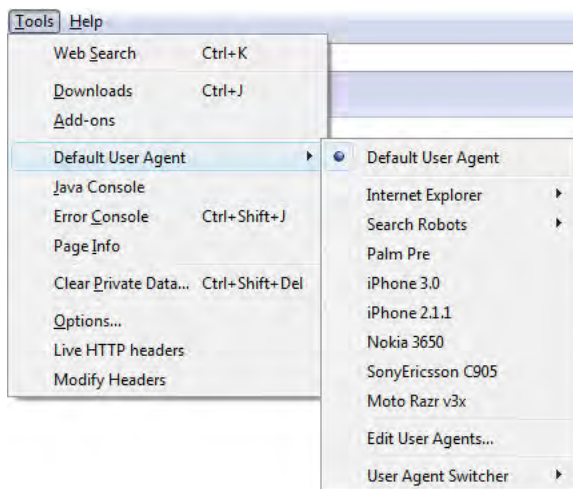 Tools Help
Web Search Ctrl+K
Downloads Ctrl+J
Add-ons
Default User Agent
Java Console
Error Console Ctrl+Shift+J
Page Info
Clear Private Data... Ctrl+Shift+Del
Options...
Live HTTP headers
Modify Headers
Default User Agent
Internet Explorer
Search Robots
Palm Pre
iPhone 3.0
iPhone 2.1.1
Nokia 3650
SonyEricsson C905
Moto Razr v3x
Edit User Agents...
User Agent Switcher